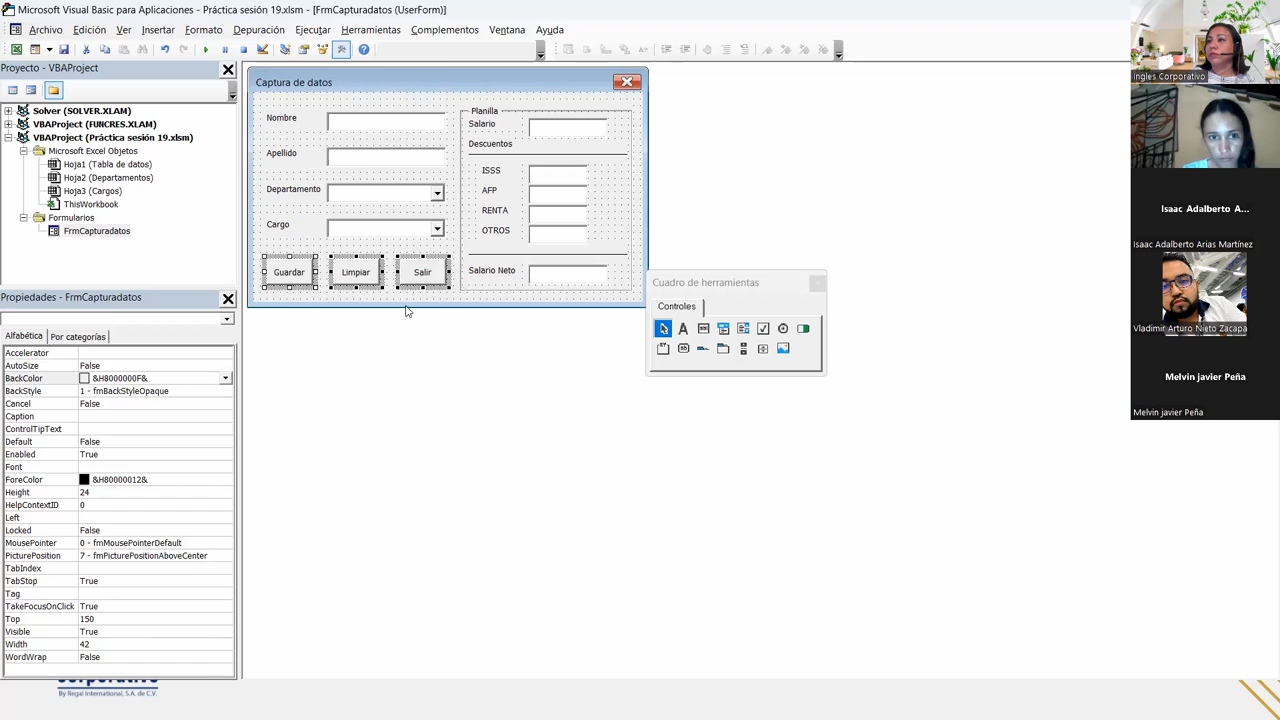 Microsoft Visual Basic para Aplicaciones - Práctica sesión 19.xlsm - [FrmCapturadatos (UserForm)]
Archivo Edición Ver Insertar Formato Depuración Ejecutar Herramientas Complementos Ventana Ayuda
Proyecto - VBAProject
Solver (SOLVER.XLAM)
VBAProject (FUNCRES.XLAM)
VBAProject (Práctica sesión 19.xlsm)
Microsoft Excel Objetos
Hoja1 (Tabla de datos)
Hoja2 (Departamentos)
Hoja3 (Cargos)
ThisWorkbook
Formularios
FrmCapturadatos
Propiedades - FrmCapturadatos
Alfabética Por categorías
Accelerator
AutoSize False
BackColor &H8000000F&
BackStyle 1 - fmBackStyleOpaque
Cancel False
Caption
ControlTipText
Default False
Enabled True
Font
ForeColor &H80000012&
Height 24
HelpContextID 0
Left
Locked False
MousePointer 0 - fmMousePointerDefault
PicturePosition 7 - fmPicturePositionAboveCenter
TabIndex
TabStop True
Tag
TakeFocusOnClick True
Top 150
Visible True
Width 42
WordWrap False
By Regal International, S.A. de C.V.
Captura de datos
Nombre
Apellido
Departamento
Cargo
Guardar Limpiar Salir
Planilla
Salario
Descuentos
ISSS
AFP
RENTA
OTROS
Salario Neto
Cuadro de herramientas
Controles
Ingles Corporativo
Isaac Adalberto A...
Isaac Adalberto Arias Martínez
Vladimir Arturo Nieto Zacapa
Melvin javier Peña
Melvin javier Peña